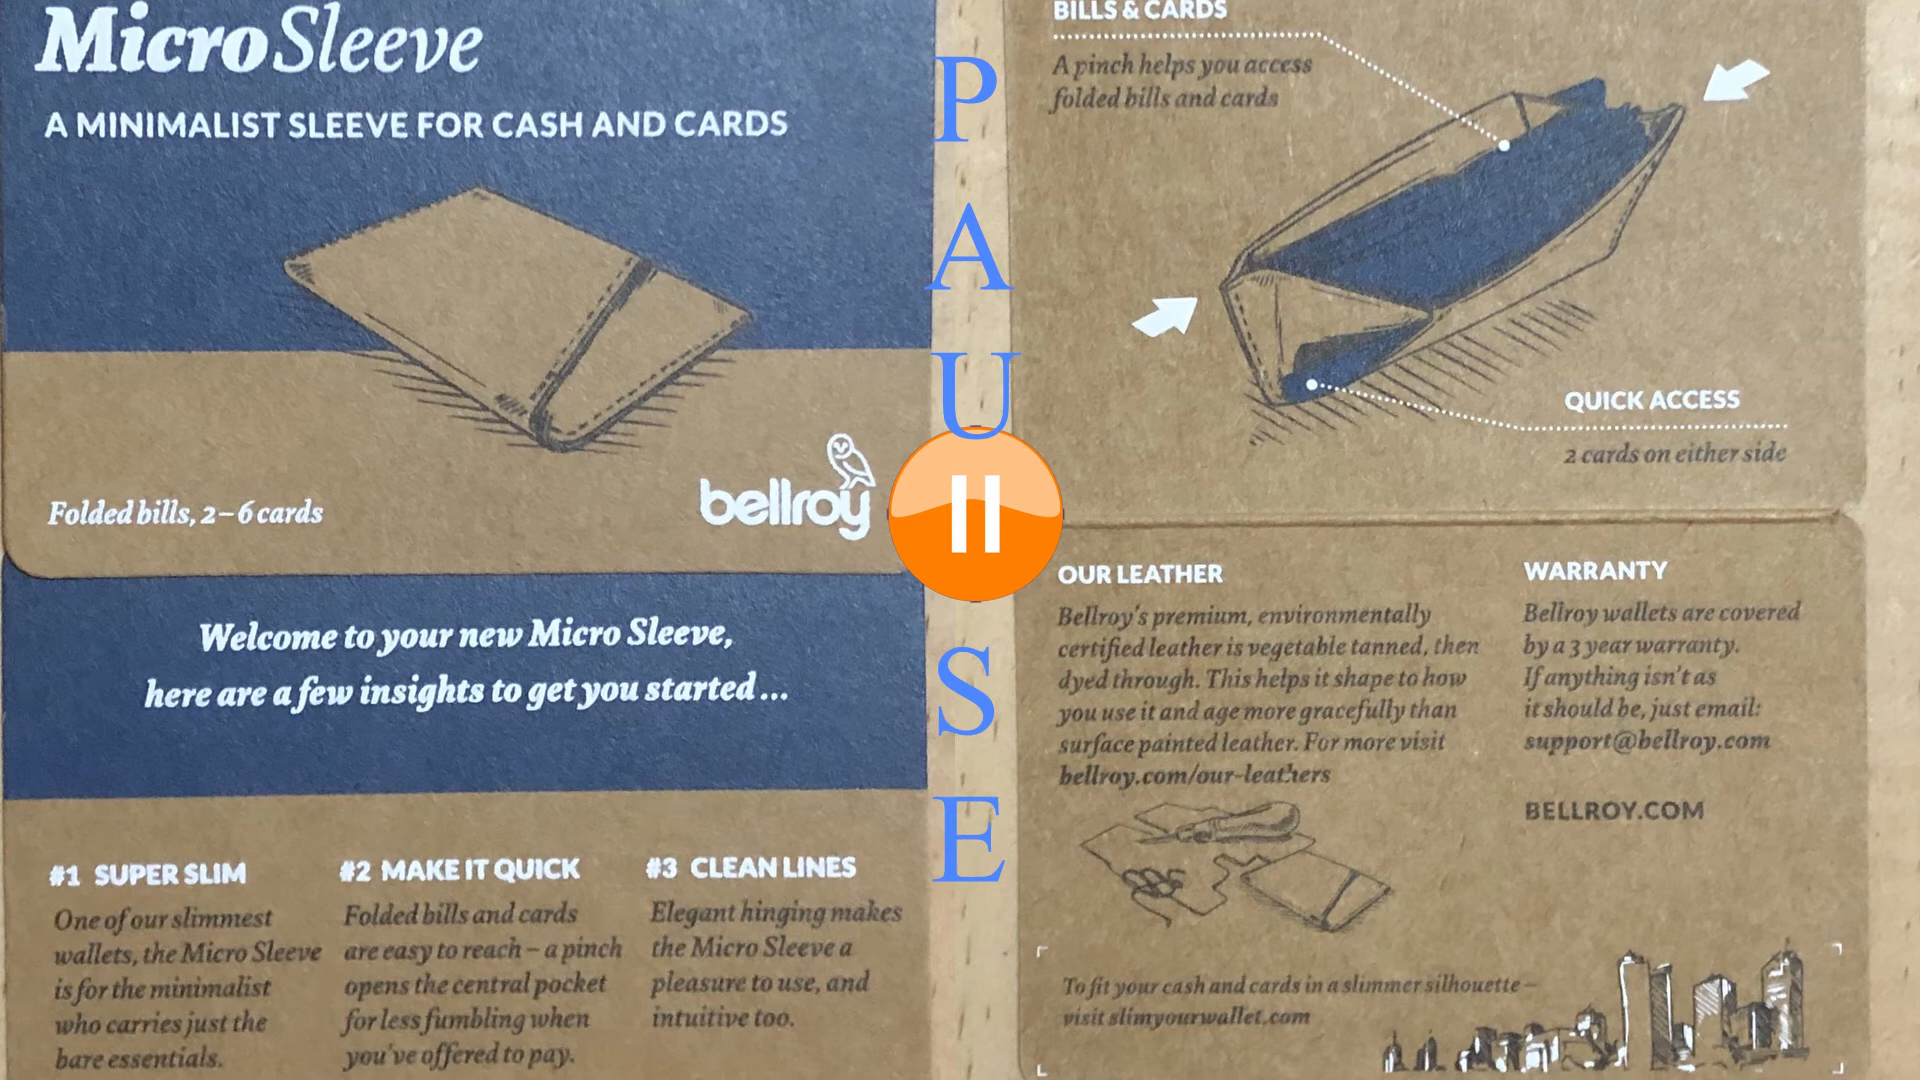 MicroSleeve
A MINIMALIST SLEEVE FOR CASH AND CARDS
Folded bills, 2–6 cards
bellroy
Welcome to your new Micro Sleeve,
here are a few insights to get you started...
#1 SUPER SLIM
One of our slimmest
wallets, the Micro Sleeve
is for the minimalist
who carries just the
bare essentials.
#2 MAKE IT QUICK
Folded bills and cards
are easy to reach – a pinch
opens the central pocket
for less fumbling when
you've offered to pay.
#3 CLEAN LINES
Elegant hinging makes
the Micro Sleeve a
pleasure to use, and
intuitive too.
PAUSE
BILLS & CARDS
A pinch helps you access
folded bills and cards
QUICK ACCESS
2 cards on either side
OUR LEATHER
Bellroy's premium, environmentally
certified leather is vegetable tanned, then
dyed through. This helps it shape to how
you use it and age more gracefully than
surface painted leather. For more visit
bellroy.com/our-leathers
WARRANTY
Bellroy wallets are covered
by a 3 year warranty.
If anything isn't as
it should be, just email:
support@bellroy.com
BELLROY.COM
To fit your cash and cards in a slimmer silhouette –
visit slimyourwallet.com